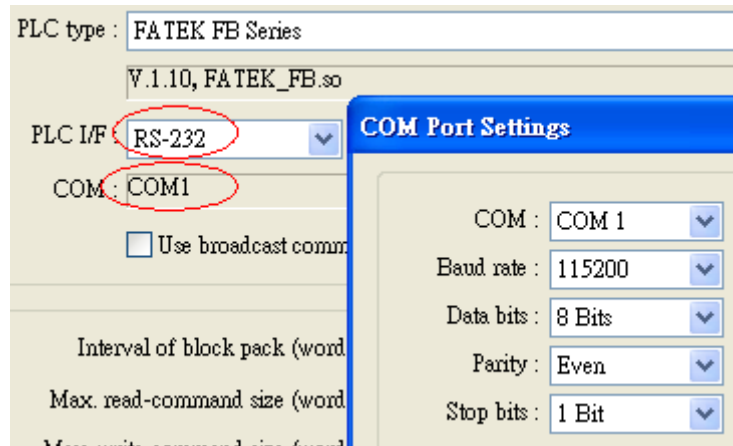 PLC type : FATEK FB Series
V.1.10, FATEK_FB.so
PLC I/F : RS-232
COM : COM1
Use broadcast comm
Interval of block pack (word
Max. read-command size (word
COM Port Settings
COM : COM 1
Baud rate : 115200
Data bits : 8 Bits
Parity : Even
Stop bits : 1 Bit